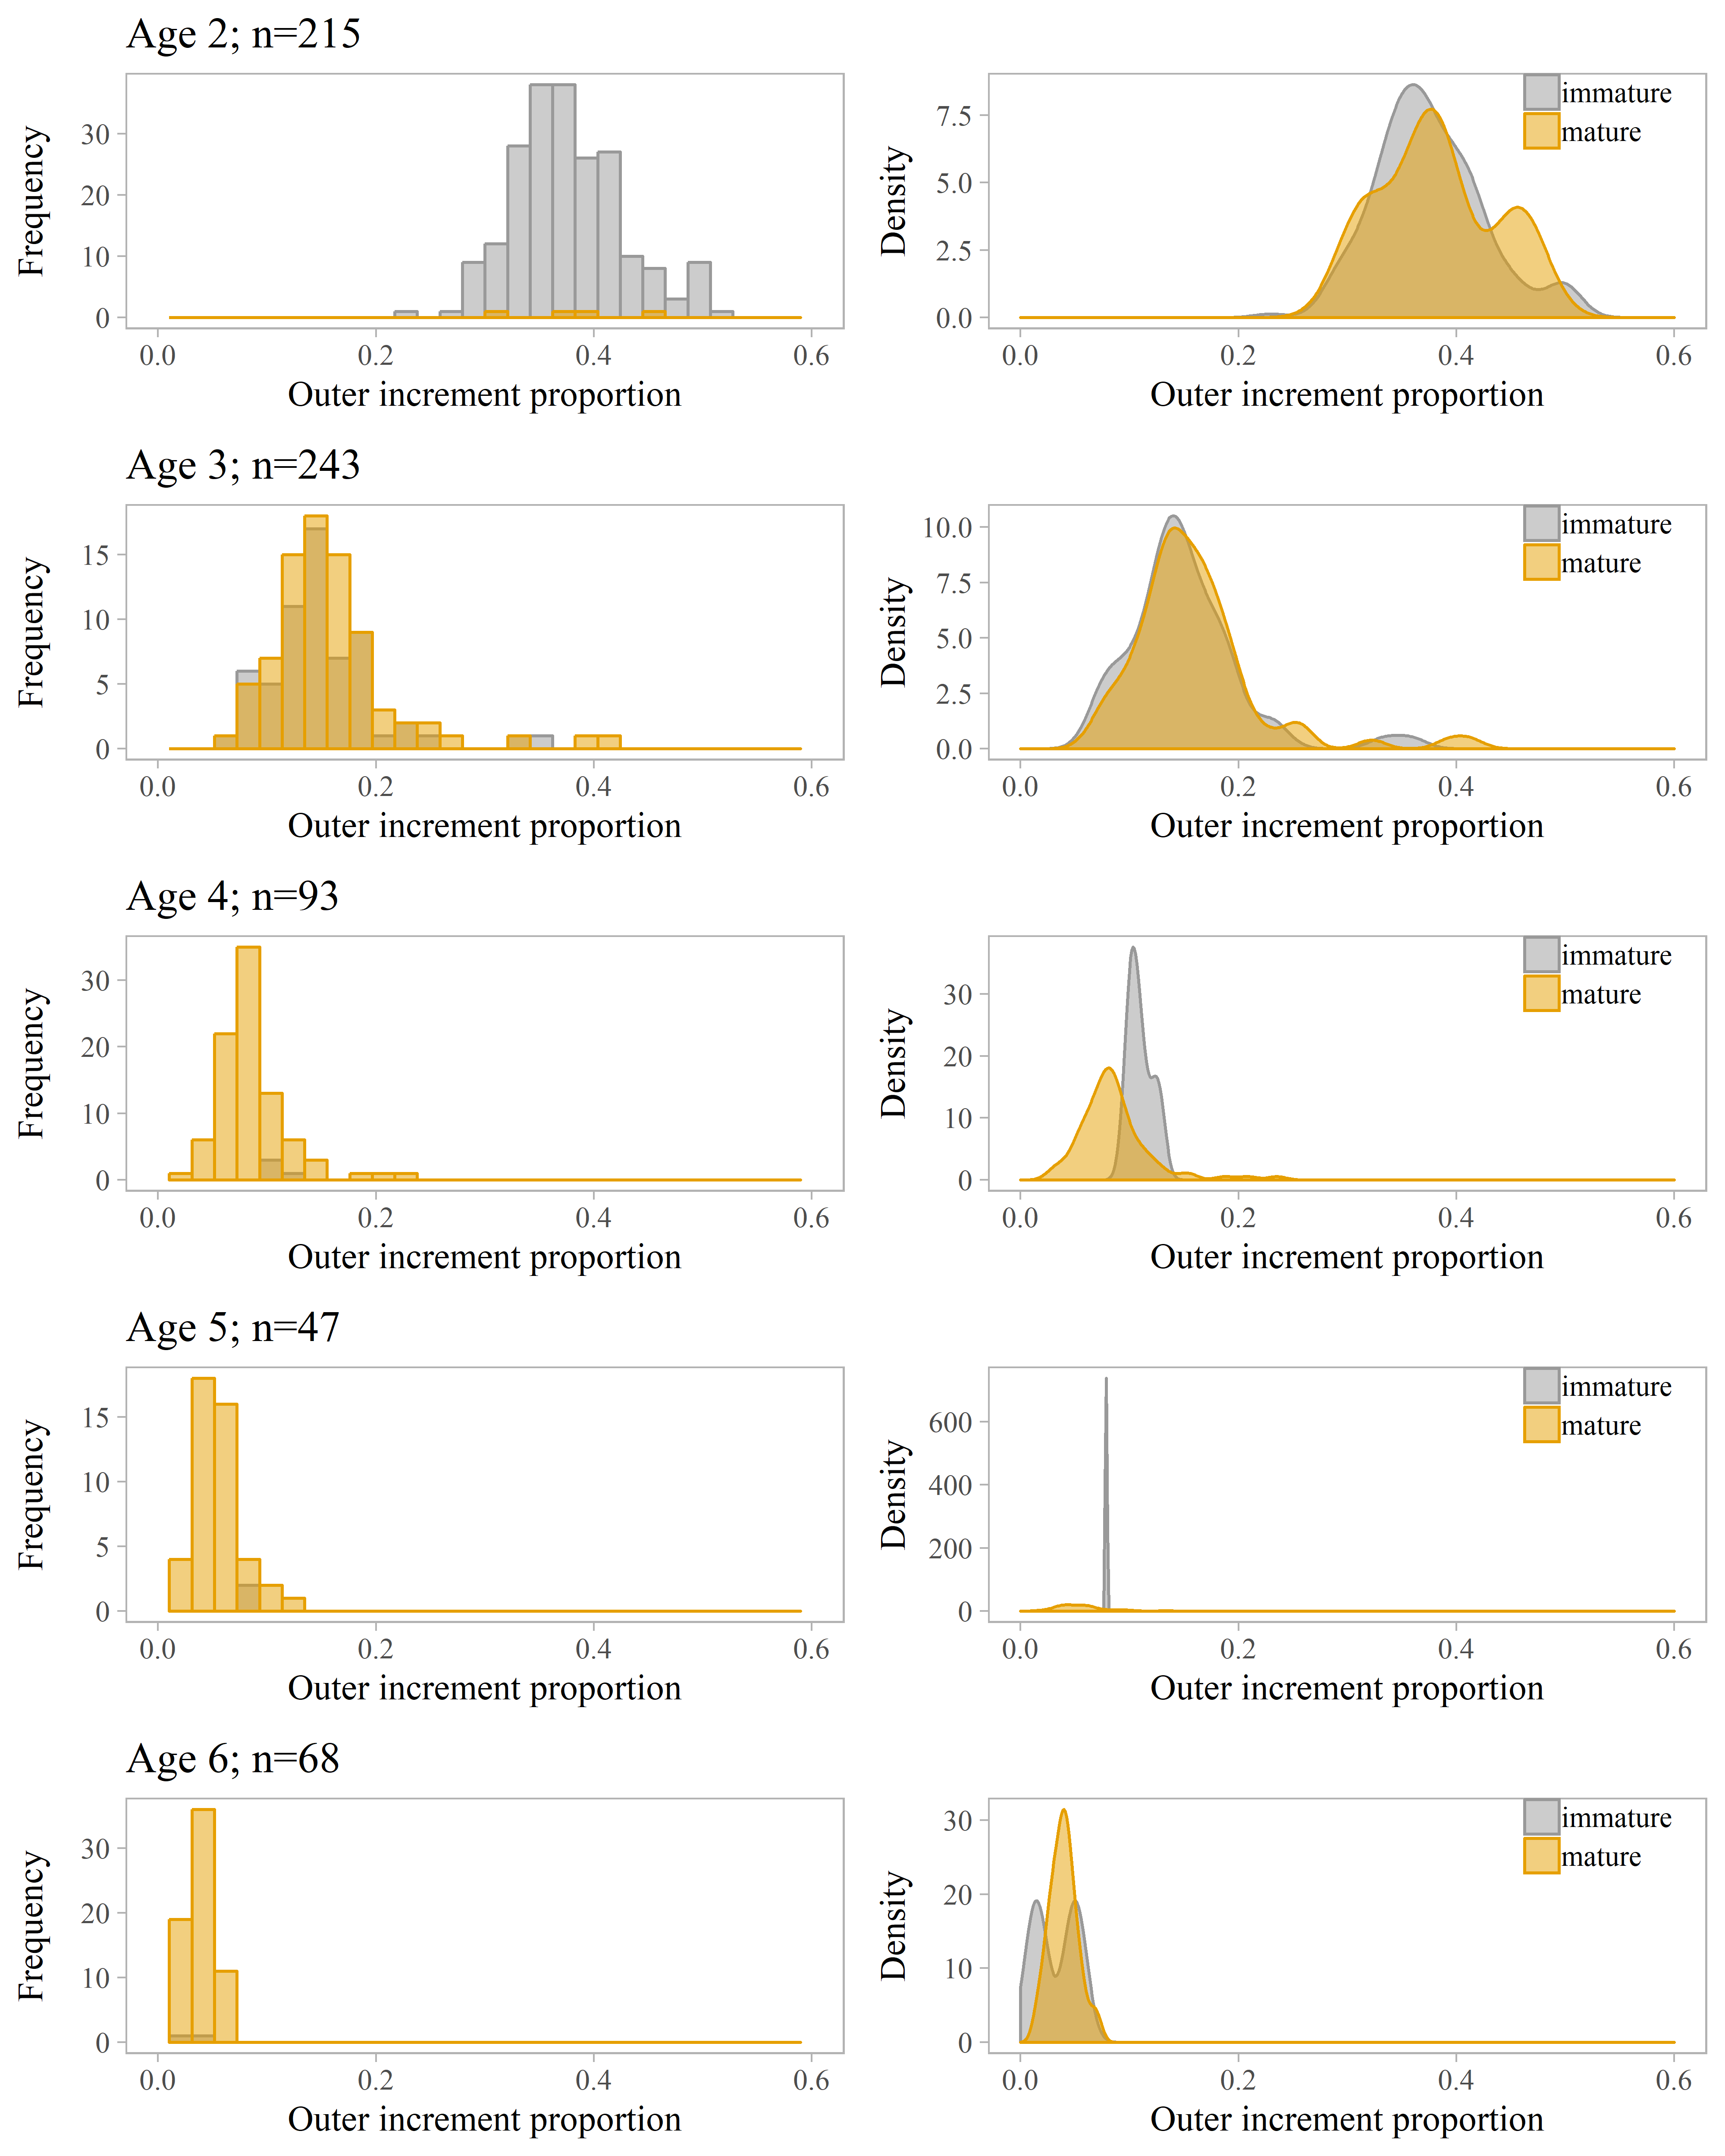 Age 2; n=215
Frequency
30
20
10
0
0.0 0.2 0.4 0.6
Outer increment proportion
Density
7.5
5.0
2.5
0.0
0.0 0.2 0.4 0.6
Outer increment proportion
immature
mature
Age 3; n=243
Frequency
15
10
5
0
0.0 0.2 0.4 0.6
Outer increment proportion
Density
10.0
7.5
5.0
2.5
0.0
0.0 0.2 0.4 0.6
Outer increment proportion
immature
mature
Age 4; n=93
Frequency
30
20
10
0
0.0 0.2 0.4 0.6
Outer increment proportion
Density
30
20
10
0
0.0 0.2 0.4 0.6
Outer increment proportion
immature
mature
Age 5; n=47
Frequency
15
10
5
0
0.0 0.2 0.4 0.6
Outer increment proportion
Density
600
400
200
0
0.0 0.2 0.4 0.6
Outer increment proportion
immature
mature
Age 6; n=68
Frequency
30
20
10
0
0.0 0.2 0.4 0.6
Outer increment proportion
Density
30
20
10
0
0.0 0.2 0.4 0.6
Outer increment proportion
immature
mature